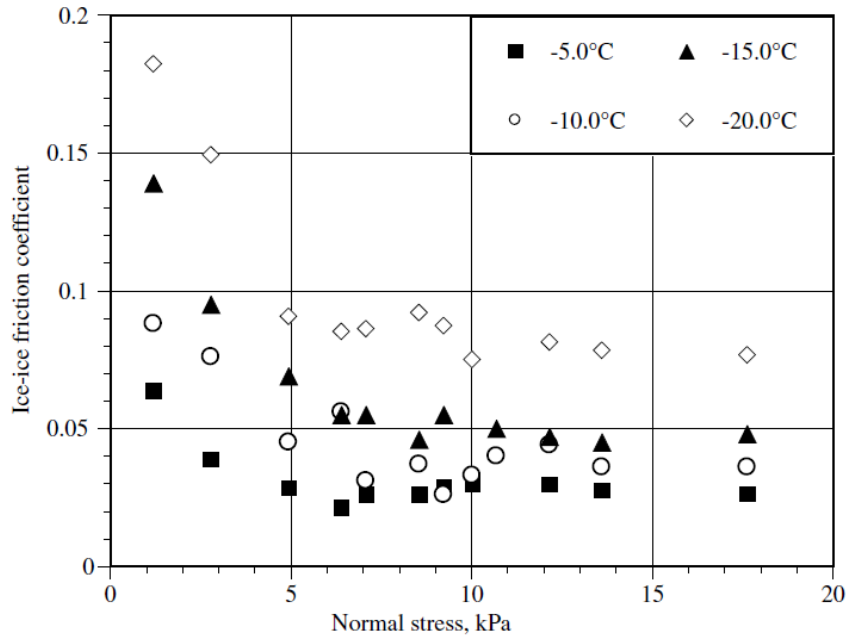 0.2
-5.0°C -15.0°C
-10.0°C -20.0°C
0.15
0.1
0.05
0
Ice-ice friction coefficient
0 5 10 15 20
Normal stress, kPa